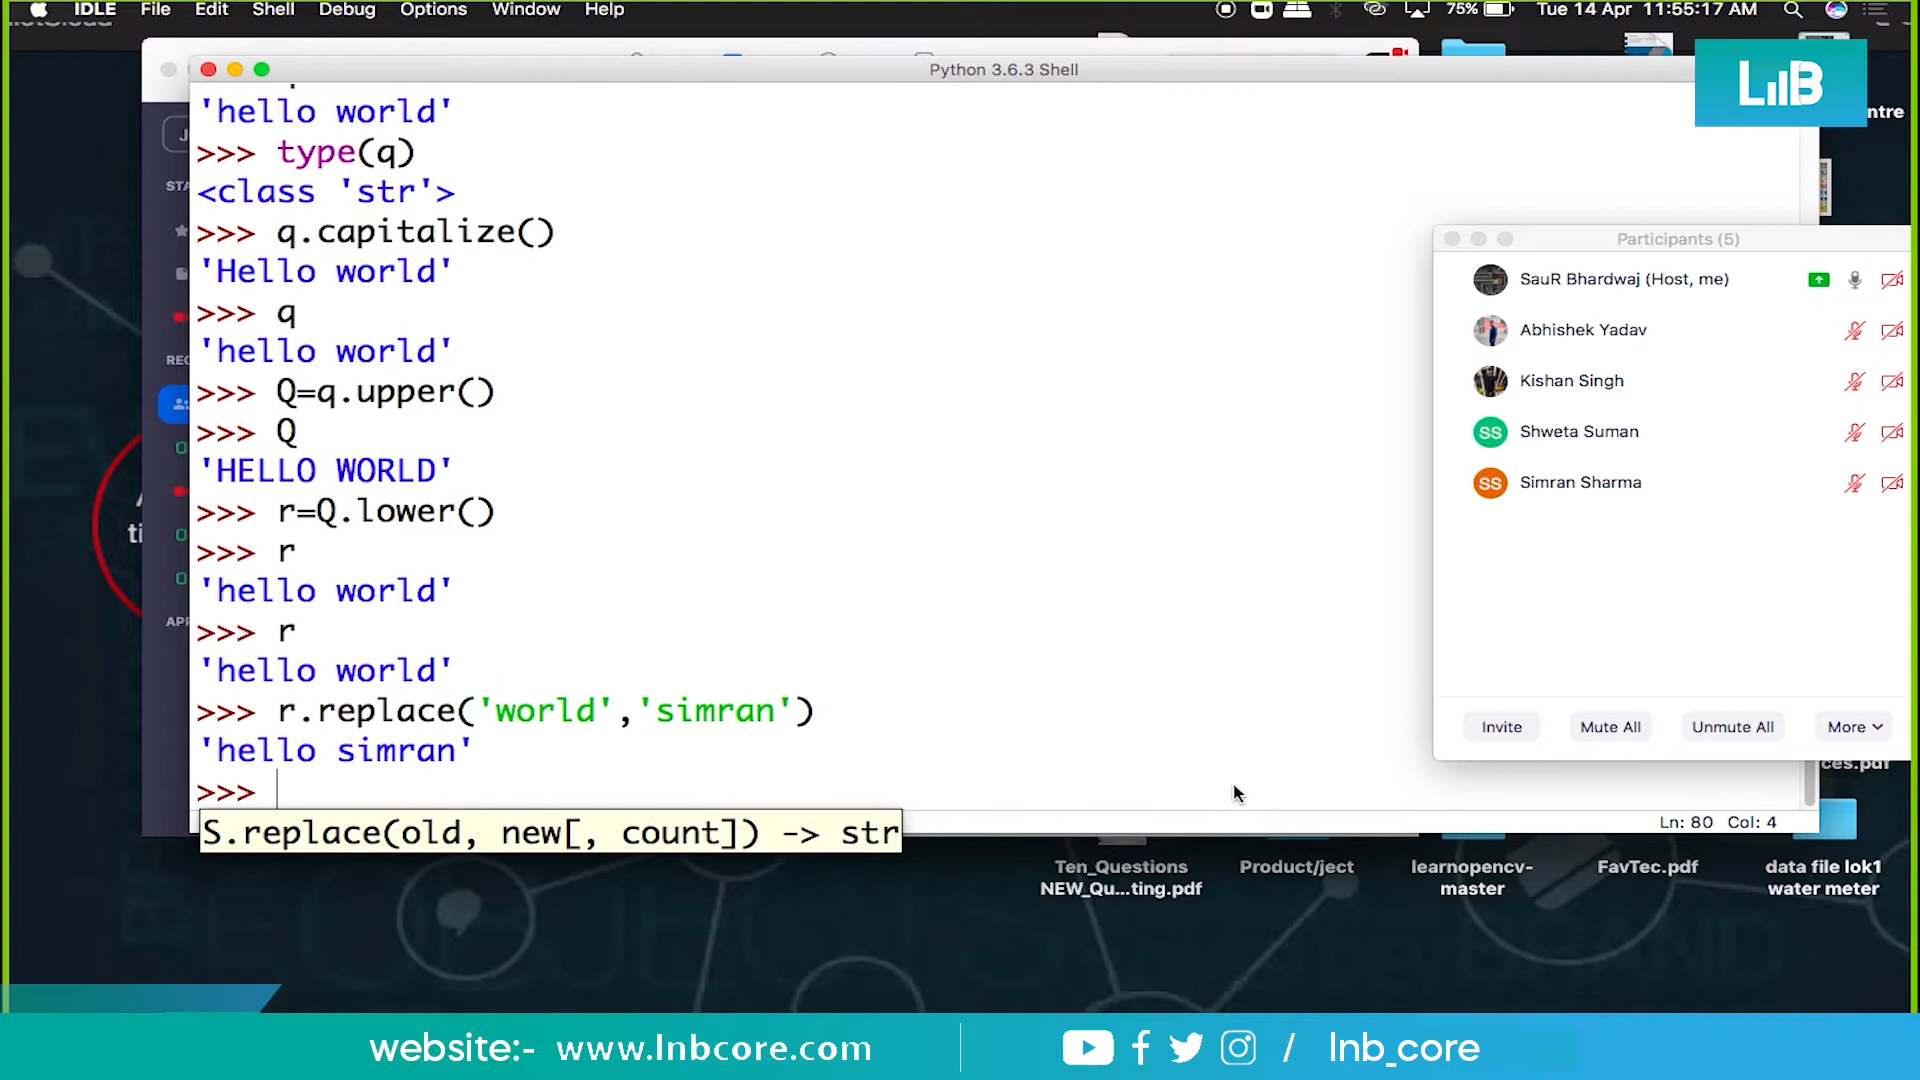 IDLE File Edit Shell Debug Options Window Help
75% Tue 14 Apr 11:55:17 AM
Python 3.6.3 Shell
LNB
'hello world'
>>> type(q)
<class 'str'>
>>> q.capitalize()
'Hello world'
>>> q
'hello world'
>>> Q=q.upper()
>>> Q
'HELLO WORLD'
>>> r=Q.lower()
>>> r
'hello world'
>>> r
'hello world'
>>> r.replace('world','simran')
'hello simran'
>>>
S.replace(old, new[, count]) -> str
Ln: 80 Col: 4
Participants (5)
SauR Bhardwaj (Host, me)
Abhishek Yadav
Kishan Singh
SS Shweta Suman
SS Simran Sharma
Invite Mute All Unmute All More
ces.pdf
Ten_Questions
NEW_Qu...ting.pdf
Product/ject
learnopencv-
master
FavTec.pdf
data file lok1
water meter
website:- www.lnbcore.com
/ lnb_core